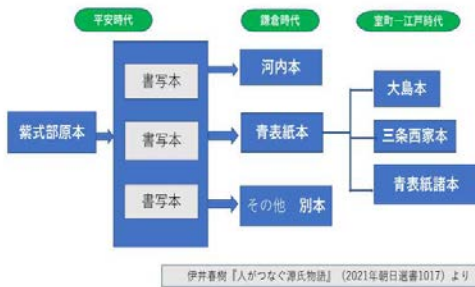 平安時代
鎌倉時代
室町ー江戸時代
紫式部原本
書写本
書写本
書写本
河内本
青表紙本
その他　別本
大島本
三条西家本
青表紙諸本
伊井春樹『人がつなぐ源氏物語』（2021年朝日選書1017）より